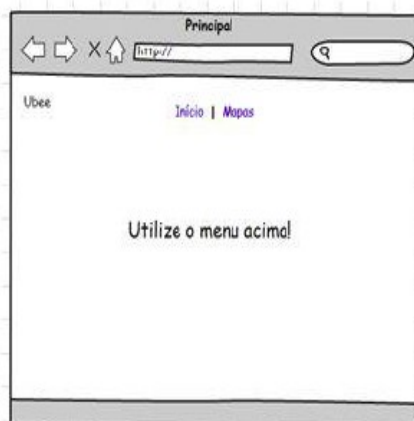 Principal
http://
Ubee
Início | Mapas
Utilize o menu acima!